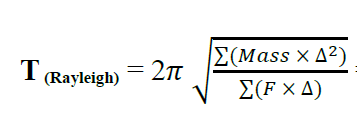 T (Rayleigh) = 2π √(∑(Mass × Δ²) / ∑(F × Δ))